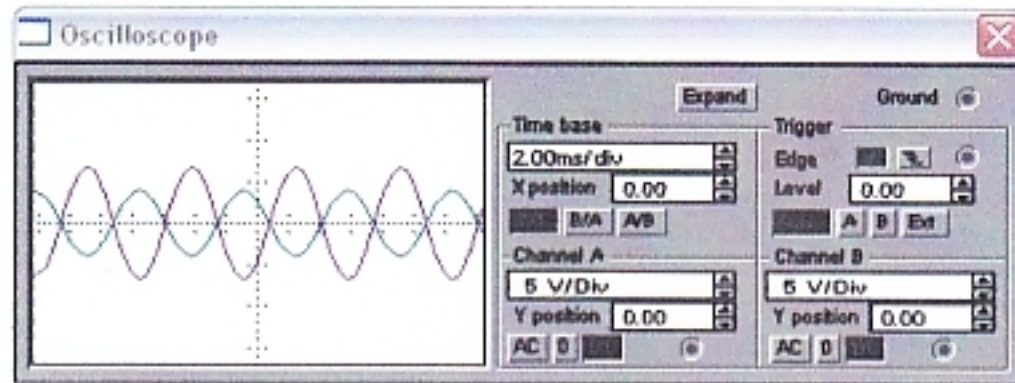 Oscilloscope
Expand Ground
Time base Trigger
2.00ms/div Edge
X position 0.00 Level 0.00
B/A A/B A B Ext
Channel A Channel B
5 V/Div 5 V/Div
Y position 0.00 Y position 0.00
AC 0 AC 0